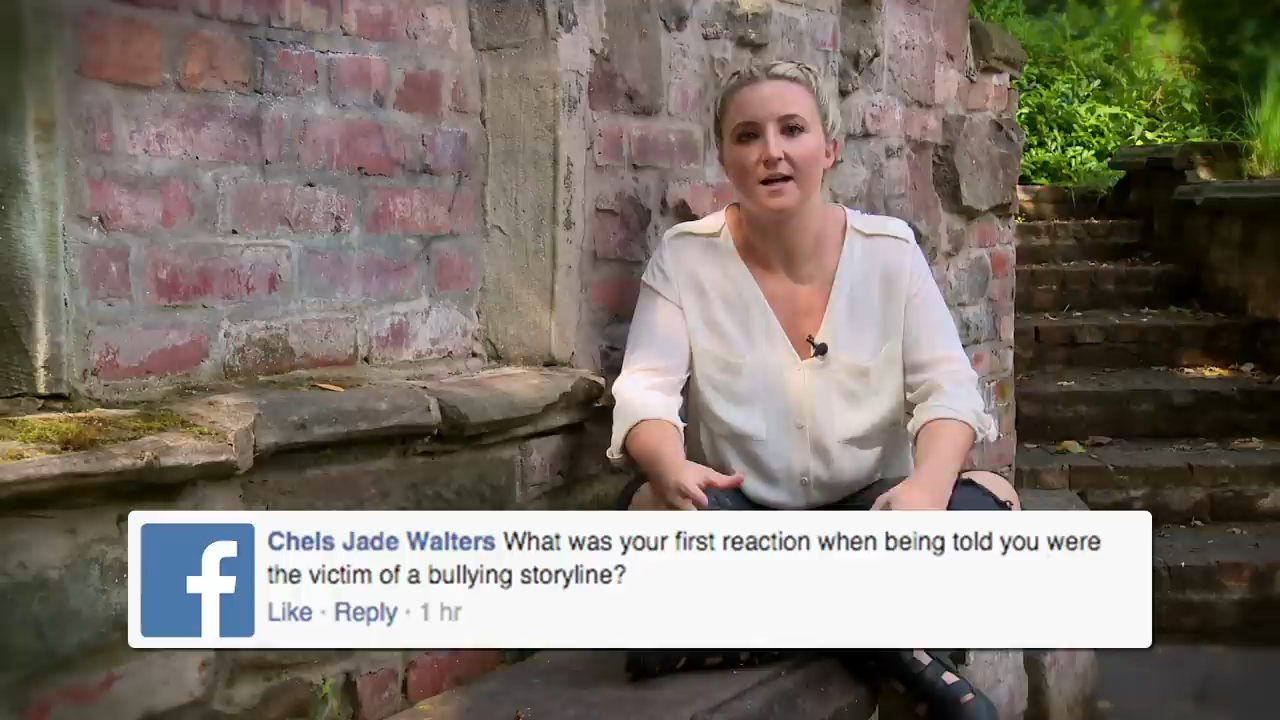 f
Chels Jade Walters What was your first reaction when being told you were
the victim of a bullying storyline?
Like · Reply · 1 hr